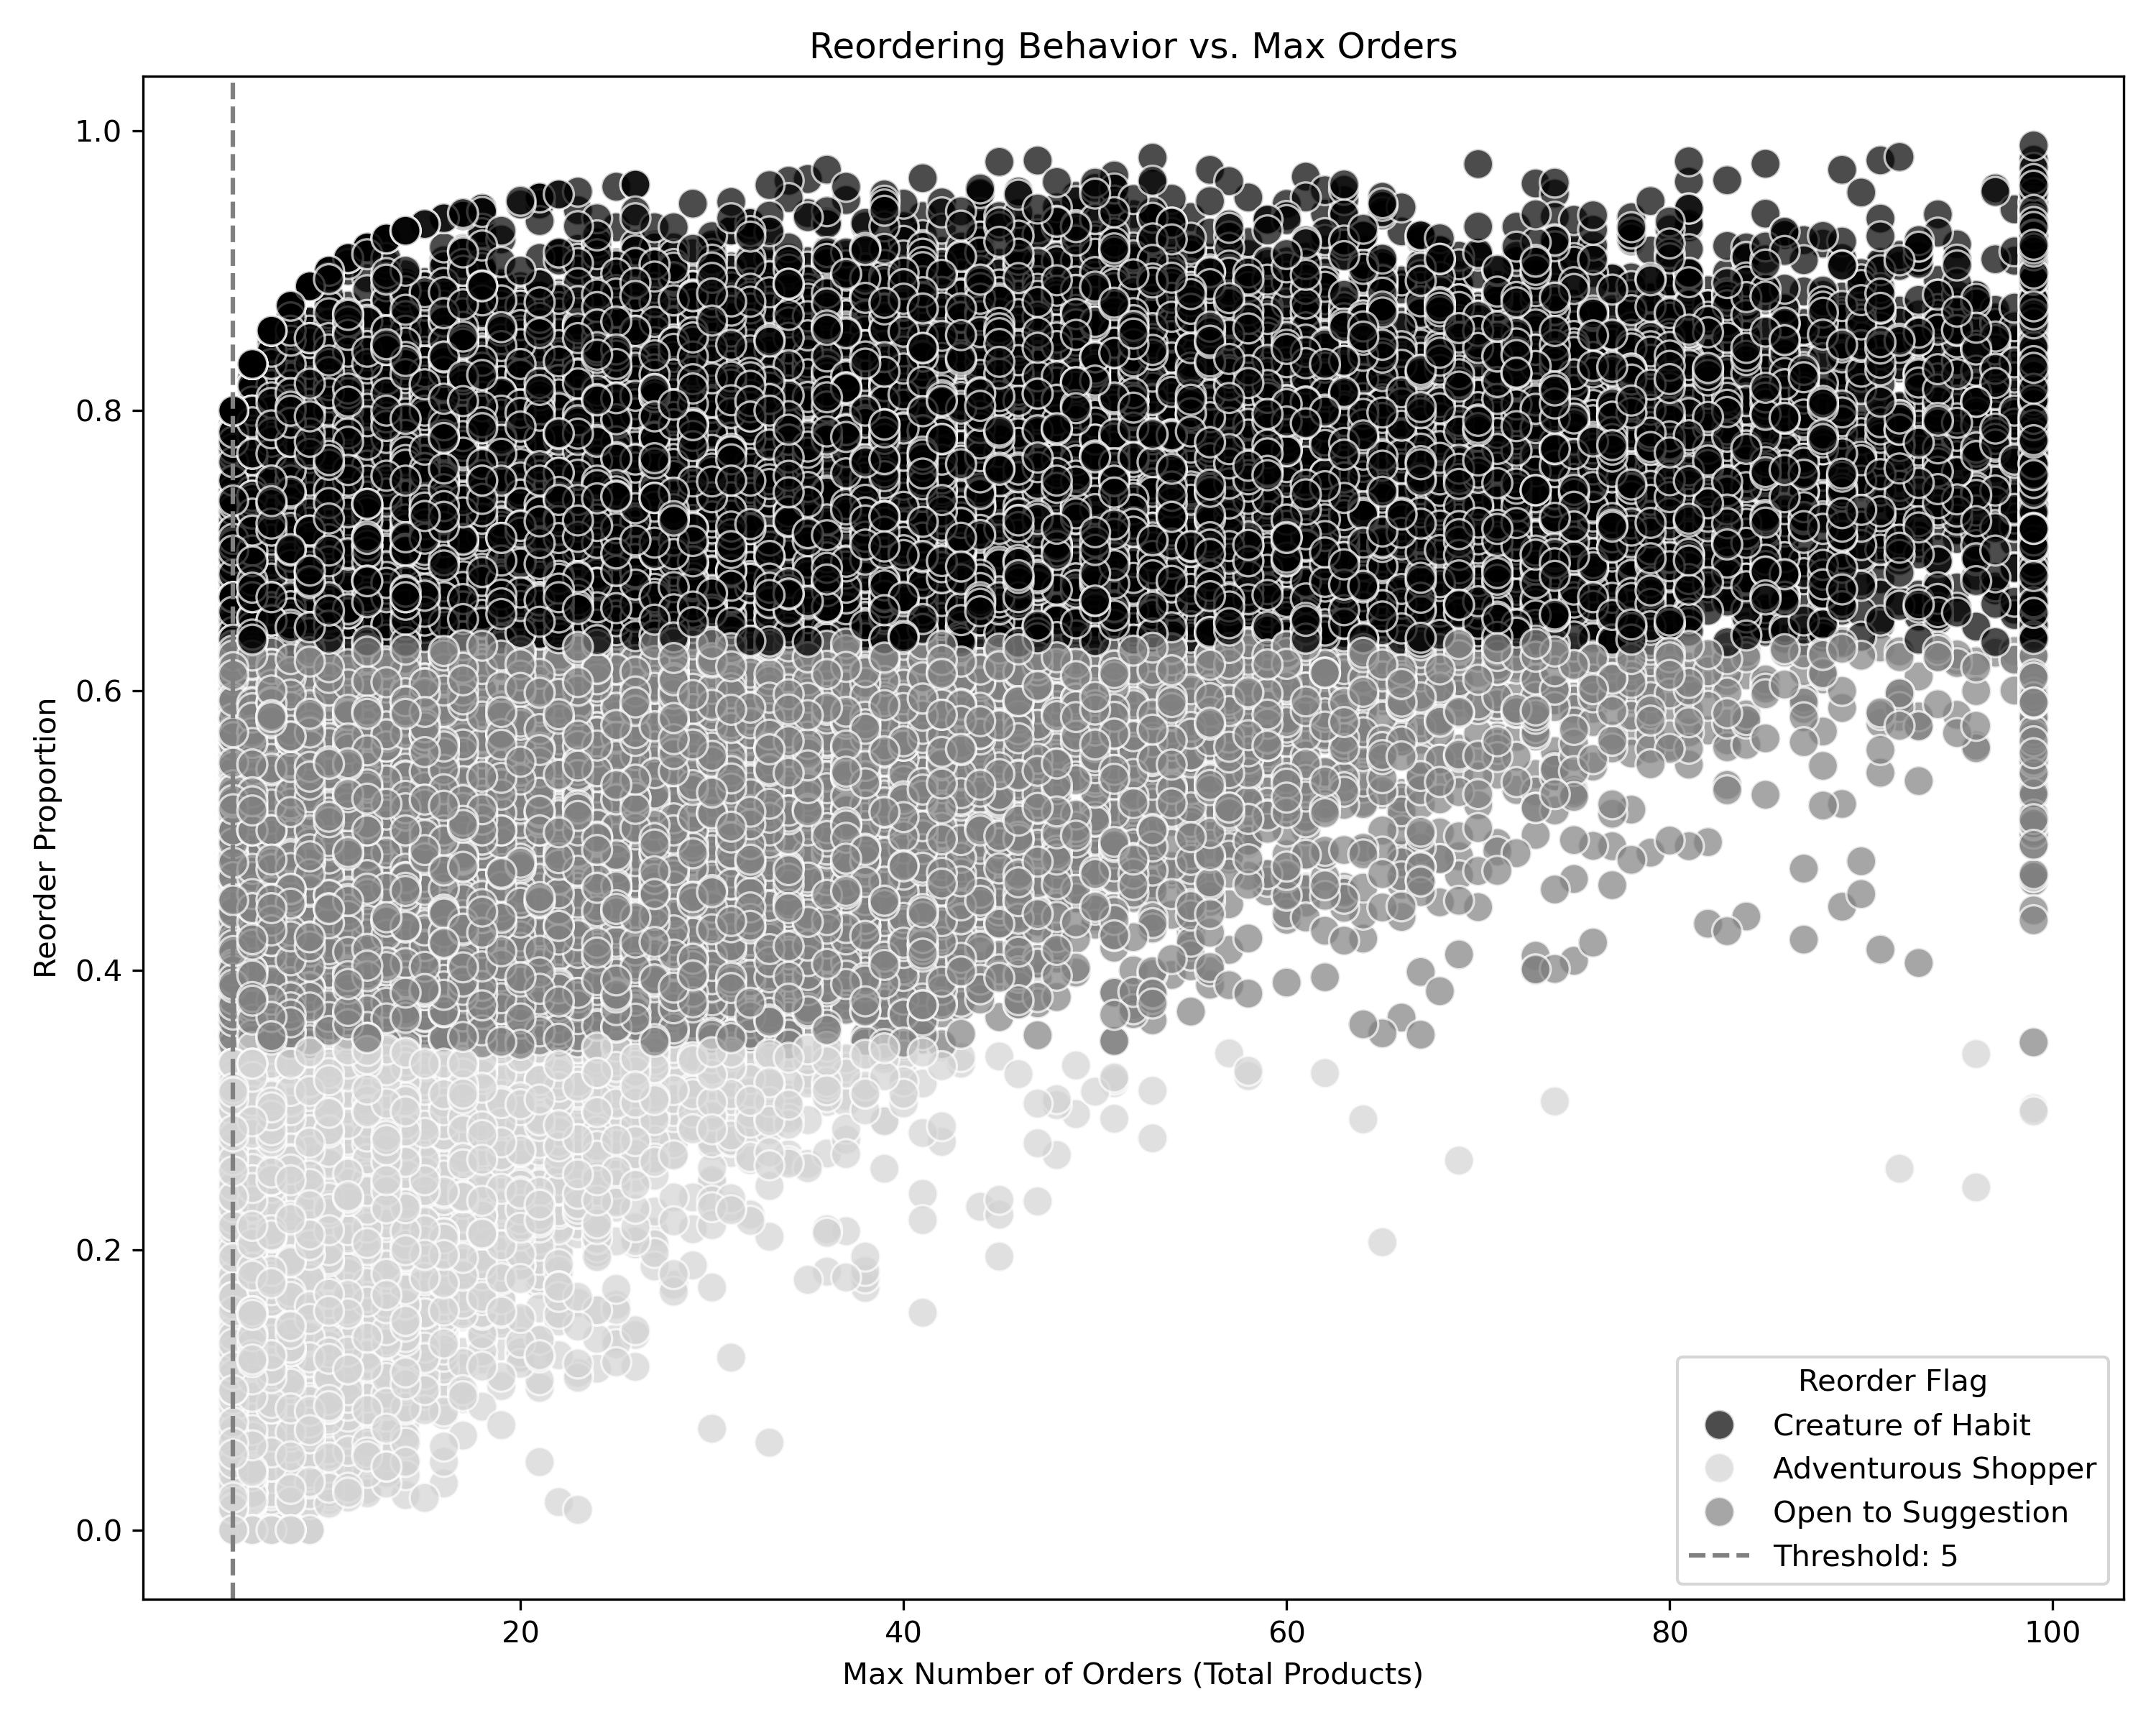 Reordering Behavior vs. Max Orders
Reorder Proportion
1.0
0.8
0.6
0.4
0.2
0.0
20
40
60
80
100
Max Number of Orders (Total Products)
Reorder Flag
Creature of Habit
Adventurous Shopper
Open to Suggestion
Threshold: 5